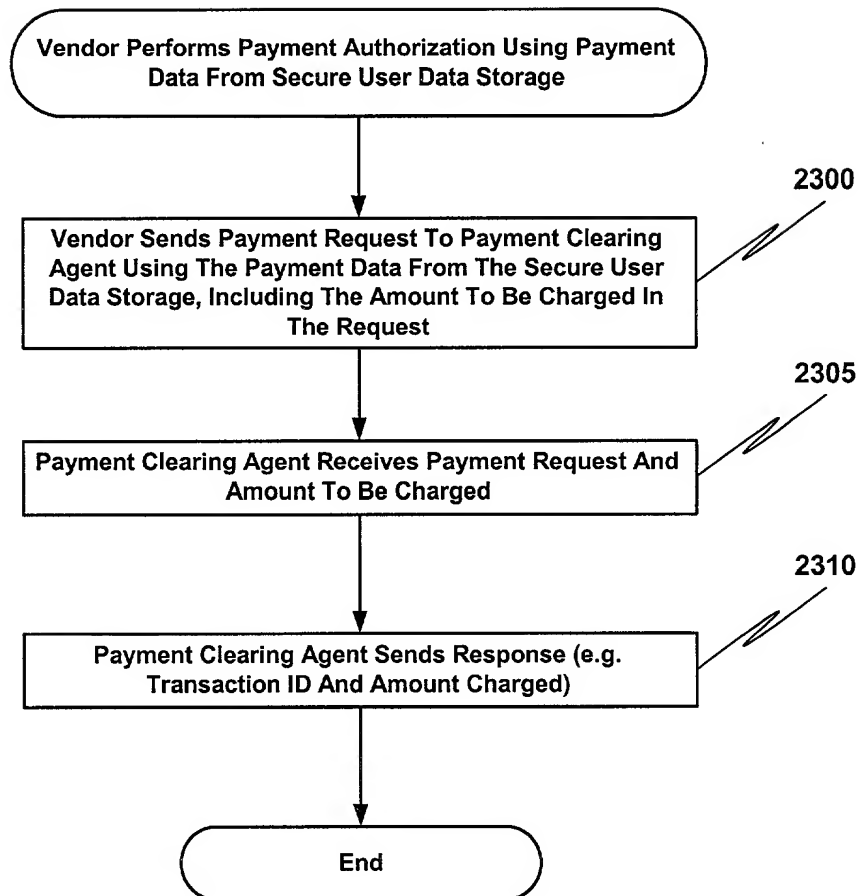 Vendor Performs Payment Authorization Using Payment
Data From Secure User Data Storage
2300
Vendor Sends Payment Request To Payment Clearing
Agent Using The Payment Data From The Secure User
Data Storage, Including The Amount To Be Charged In
The Request
2305
Payment Clearing Agent Receives Payment Request And
Amount To Be Charged
2310
Payment Clearing Agent Sends Response (e.g.
Transaction ID And Amount Charged)
End